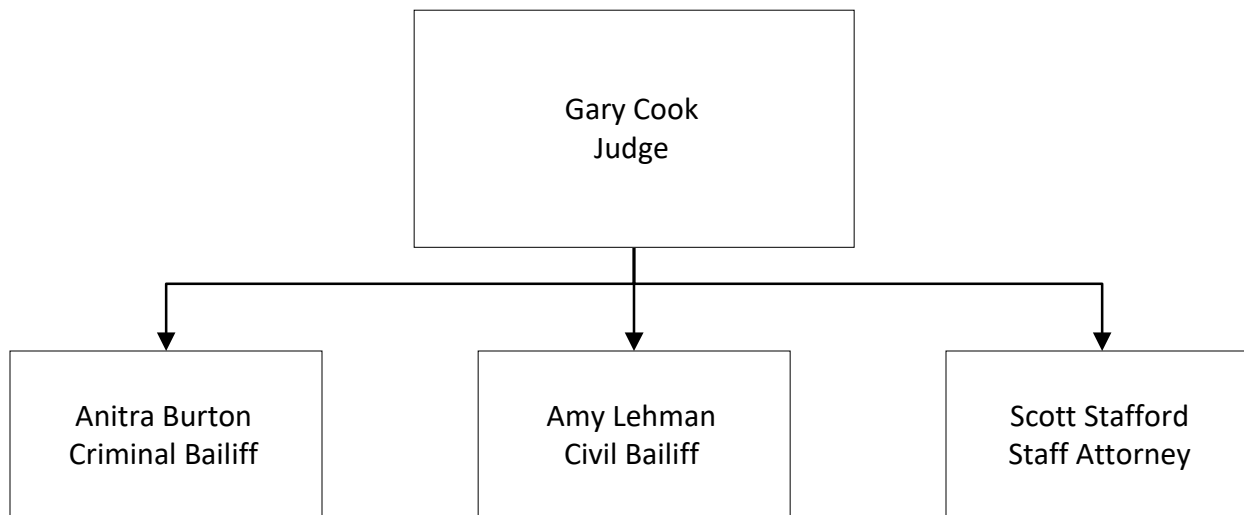 Gary Cook
Judge
Anitra Burton
Criminal Bailiff
Amy Lehman
Civil Bailiff
Scott Stafford
Staff Attorney